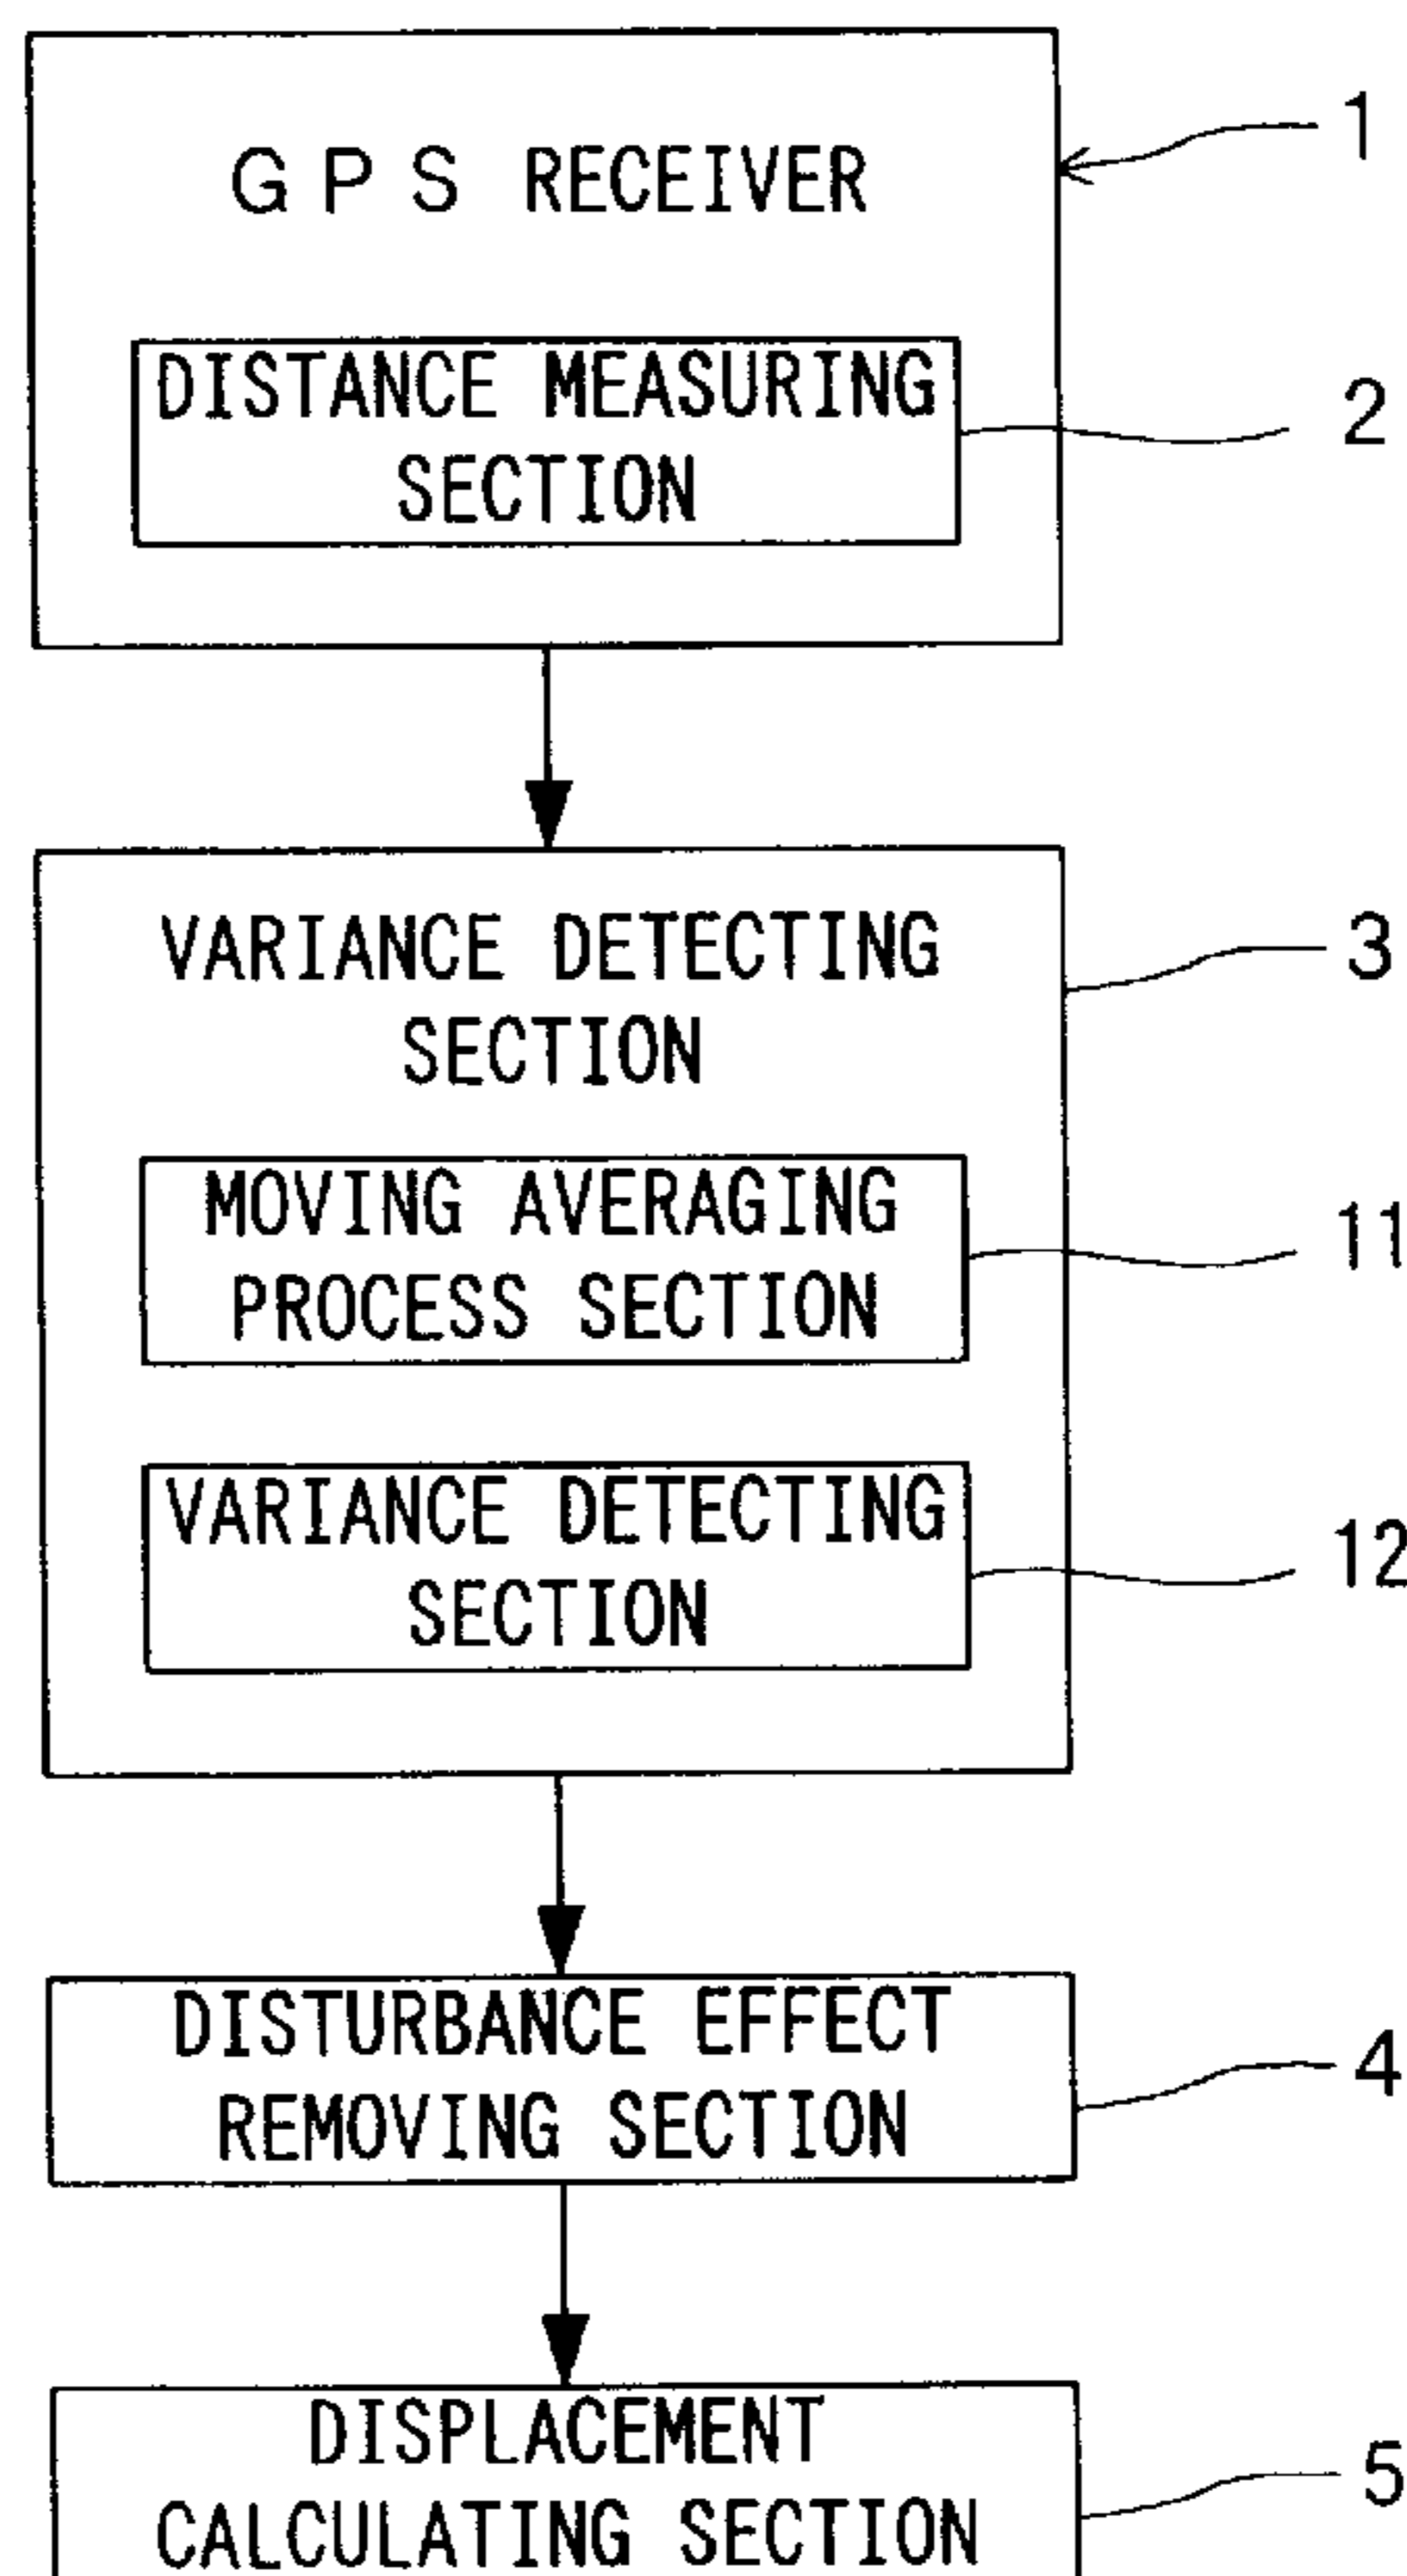 GPS RECEIVER
1
DISTANCE MEASURING
SECTION
2
VARIANCE DETECTING
SECTION
3
MOVING AVERAGING
PROCESS SECTION
11
VARIANCE DETECTING
SECTION
12
DISTURBANCE EFFECT
REMOVING SECTION
4
DISPLACEMENT
CALCULATING SECTION
5